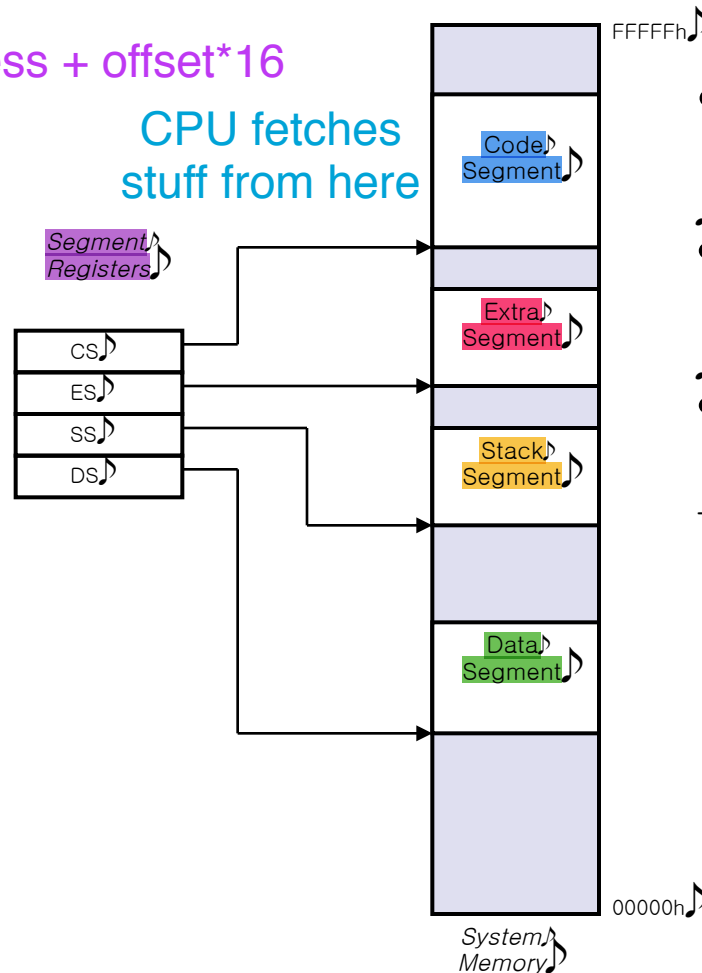 FFFFFh
ss + offset*16
CPU fetches
stuff from here
Code
Segment
Segment
Registers
Extra
Segment
CS
ES
SS
DS
Stack
Segment
Data
Segment
00000h
System
Memory